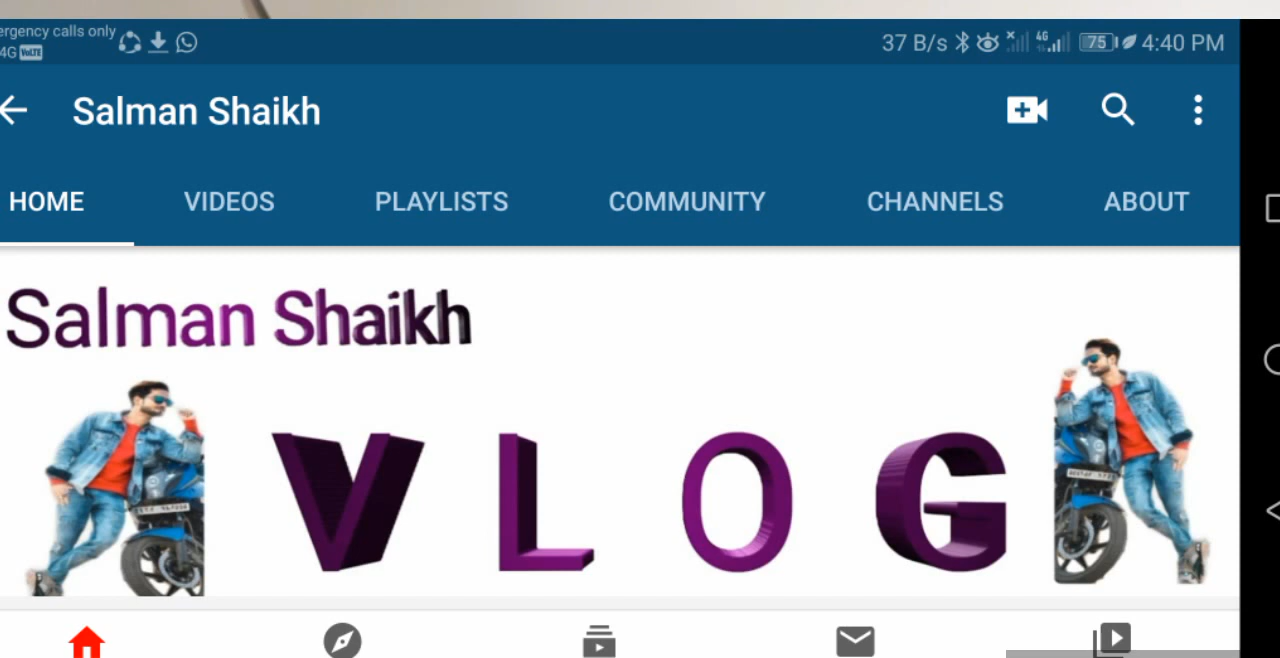 ergency calls only
4G VoLTE
37 B/s 4G 75 4:40 PM
Salman Shaikh
HOME VIDEOS PLAYLISTS COMMUNITY CHANNELS ABOUT
Salman Shaikh
VLOG